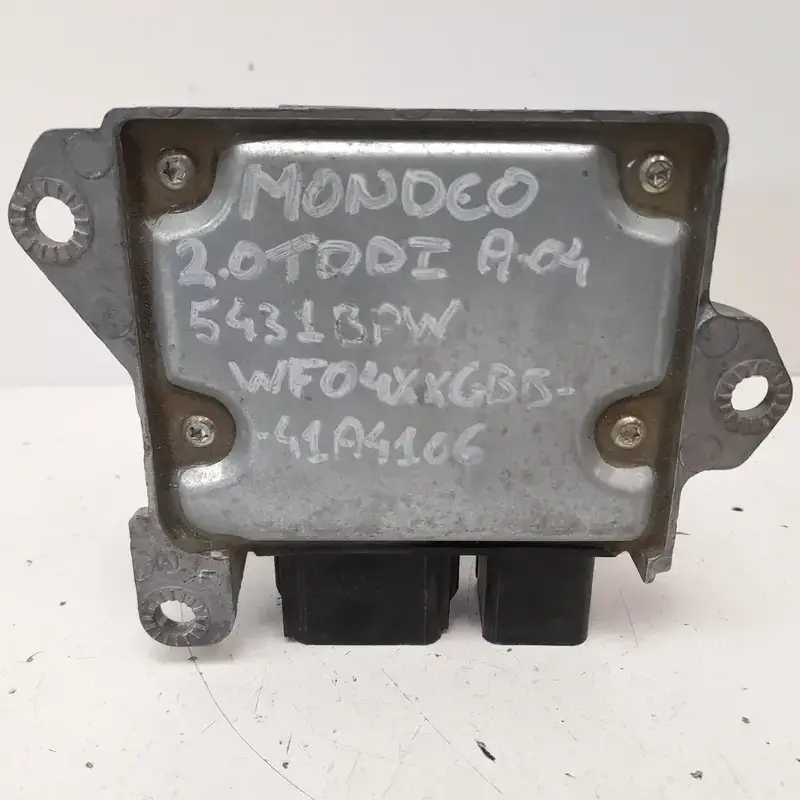 MONDEO
2.0TDDI A-04
5431BPW
WF04XXGBB-
-41A4106